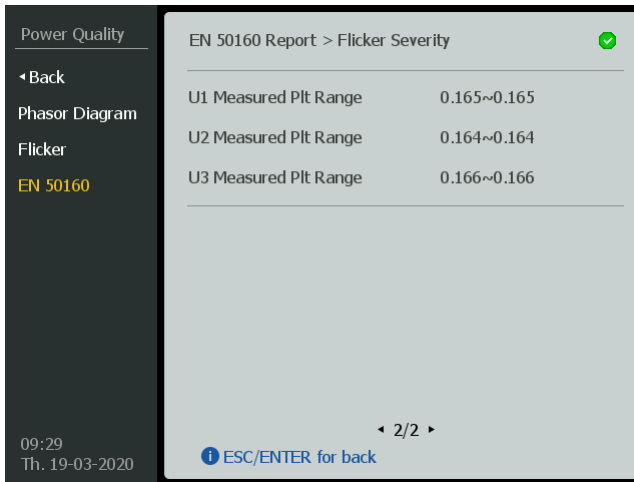 Power Quality
◂ Back
Phasor Diagram
Flicker
EN 50160
09:29
Th. 19-03-2020
EN 50160 Report > Flicker Severity
U1 Measured Plt Range 0.165~0.165
U2 Measured Plt Range 0.164~0.164
U3 Measured Plt Range 0.166~0.166
◂ 2/2 ▸
i ESC/ENTER for back